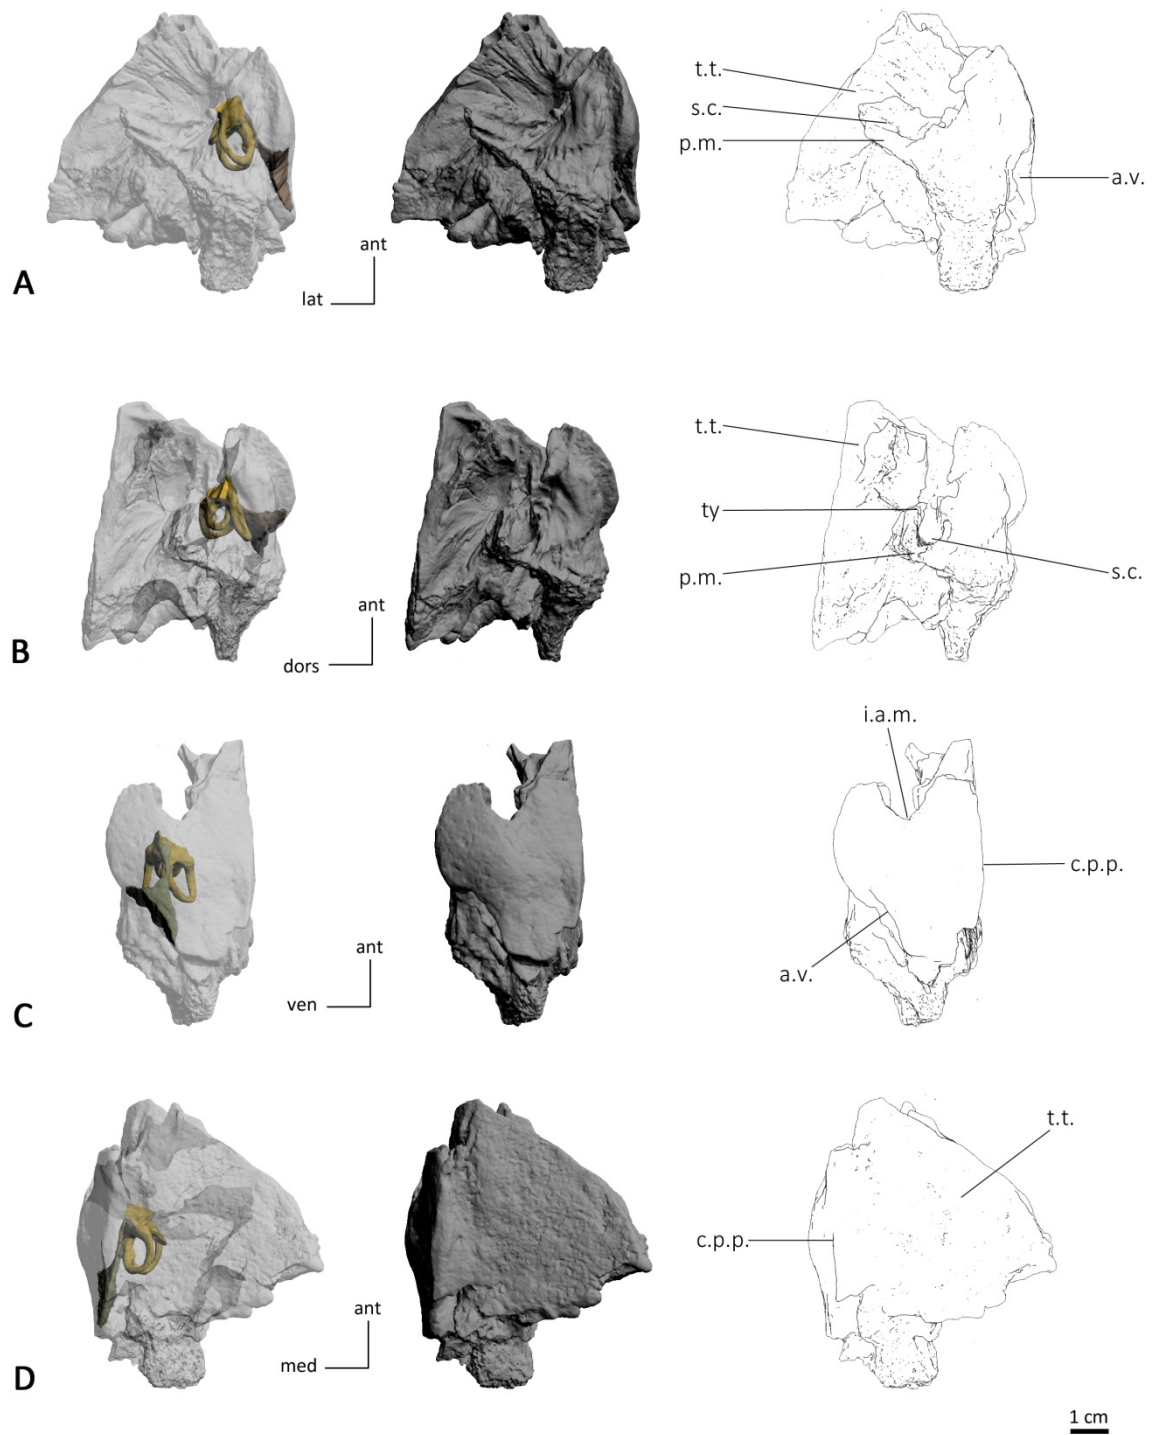 t.t.
s.c.
p.m.
a.v.
ant
lat
A
t.t.
ty
p.m.
s.c.
ant
dors
B
i.a.m.
c.p.p.
a.v.
ant
ven
C
t.t.
c.p.p.
ant
med
D
1 cm